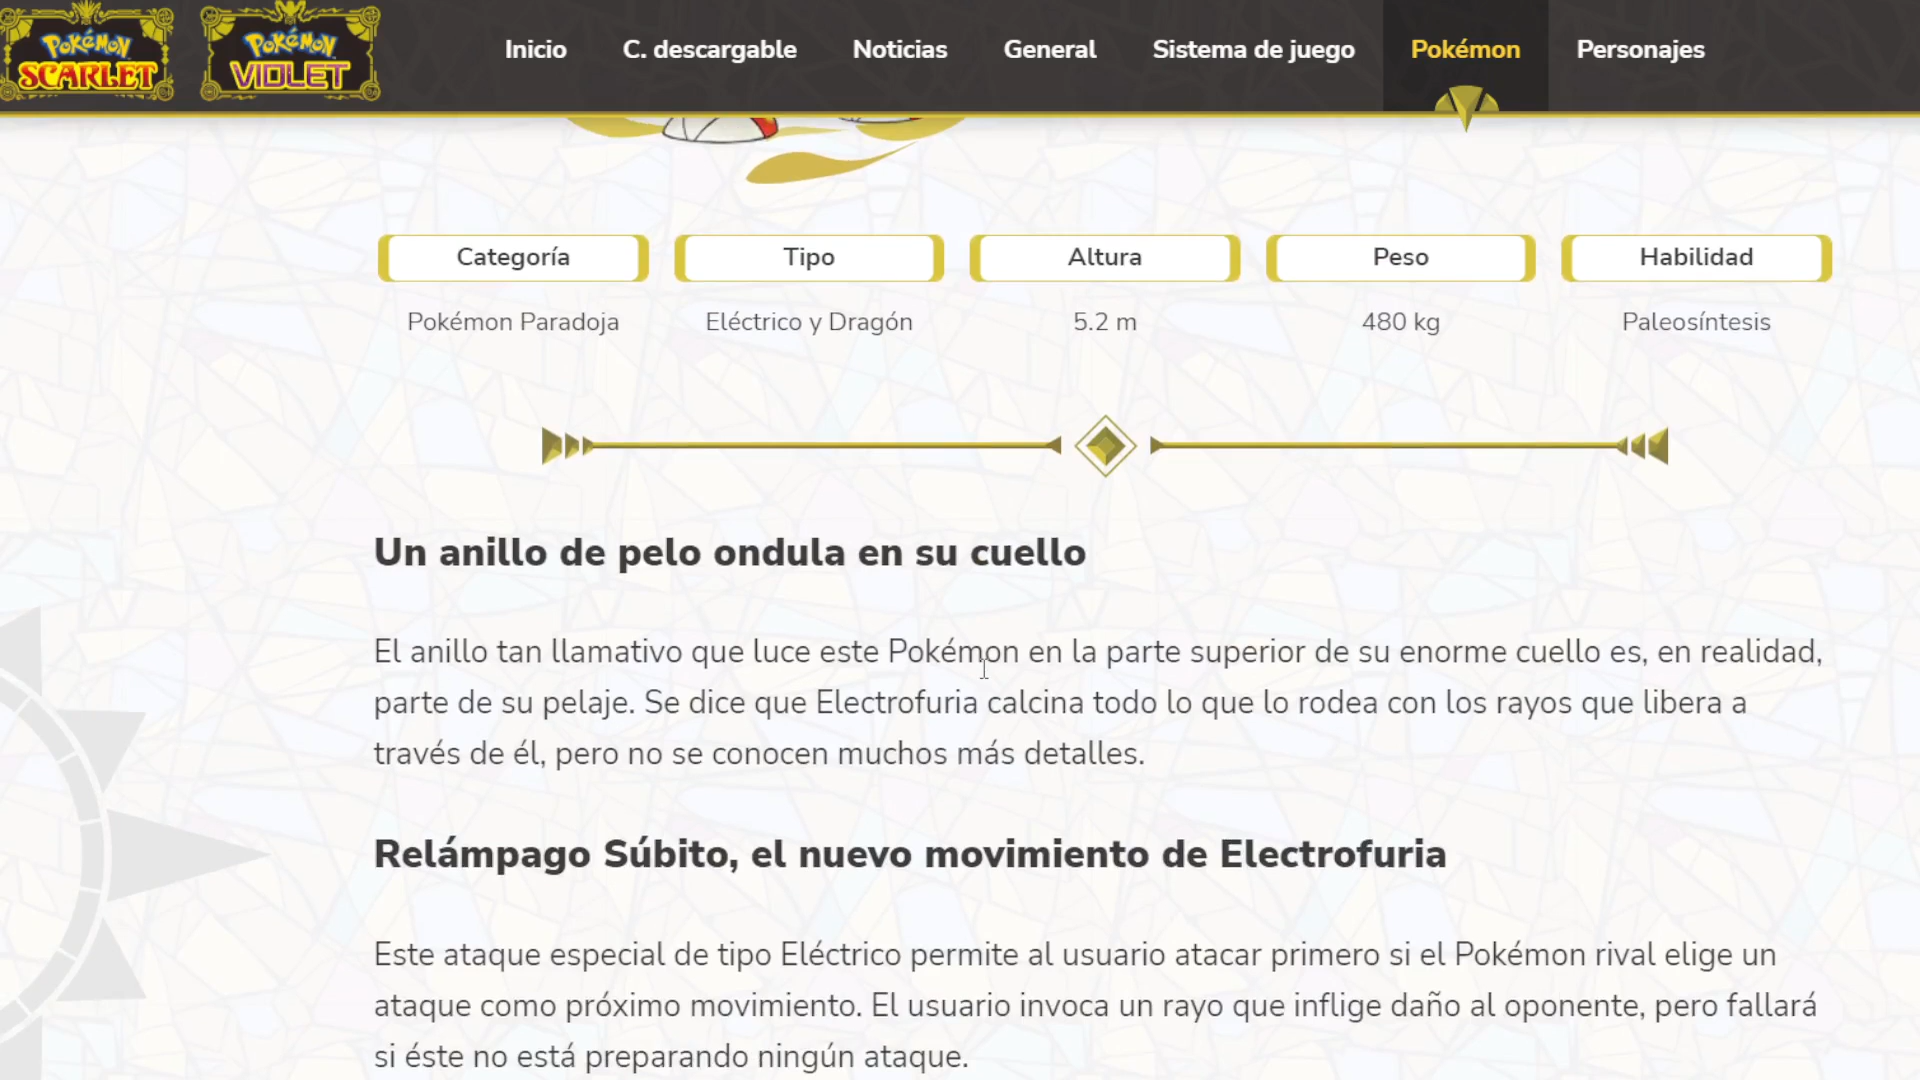 POKéMON POKéMON
SCARLET VIOLET
Inicio C. descargable Noticias General Sistema de juego Pokémon Personajes
Categoría Tipo Altura Peso Habilidad
Pokémon Paradoja Eléctrico y Dragón 5.2 m 480 kg Paleosíntesis
Un anillo de pelo ondula en su cuello
El anillo tan llamativo que luce este Pokémon en la parte superior de su enorme cuello es, en realidad,
parte de su pelaje. Se dice que Electrofuria calcina todo lo que lo rodea con los rayos que libera a
través de él, pero no se conocen muchos más detalles.
Relámpago Súbito, el nuevo movimiento de Electrofuria
Este ataque especial de tipo Eléctrico permite al usuario atacar primero si el Pokémon rival elige un
ataque como próximo movimiento. El usuario invoca un rayo que inflige daño al oponente, pero fallará
si éste no está preparando ningún ataque.